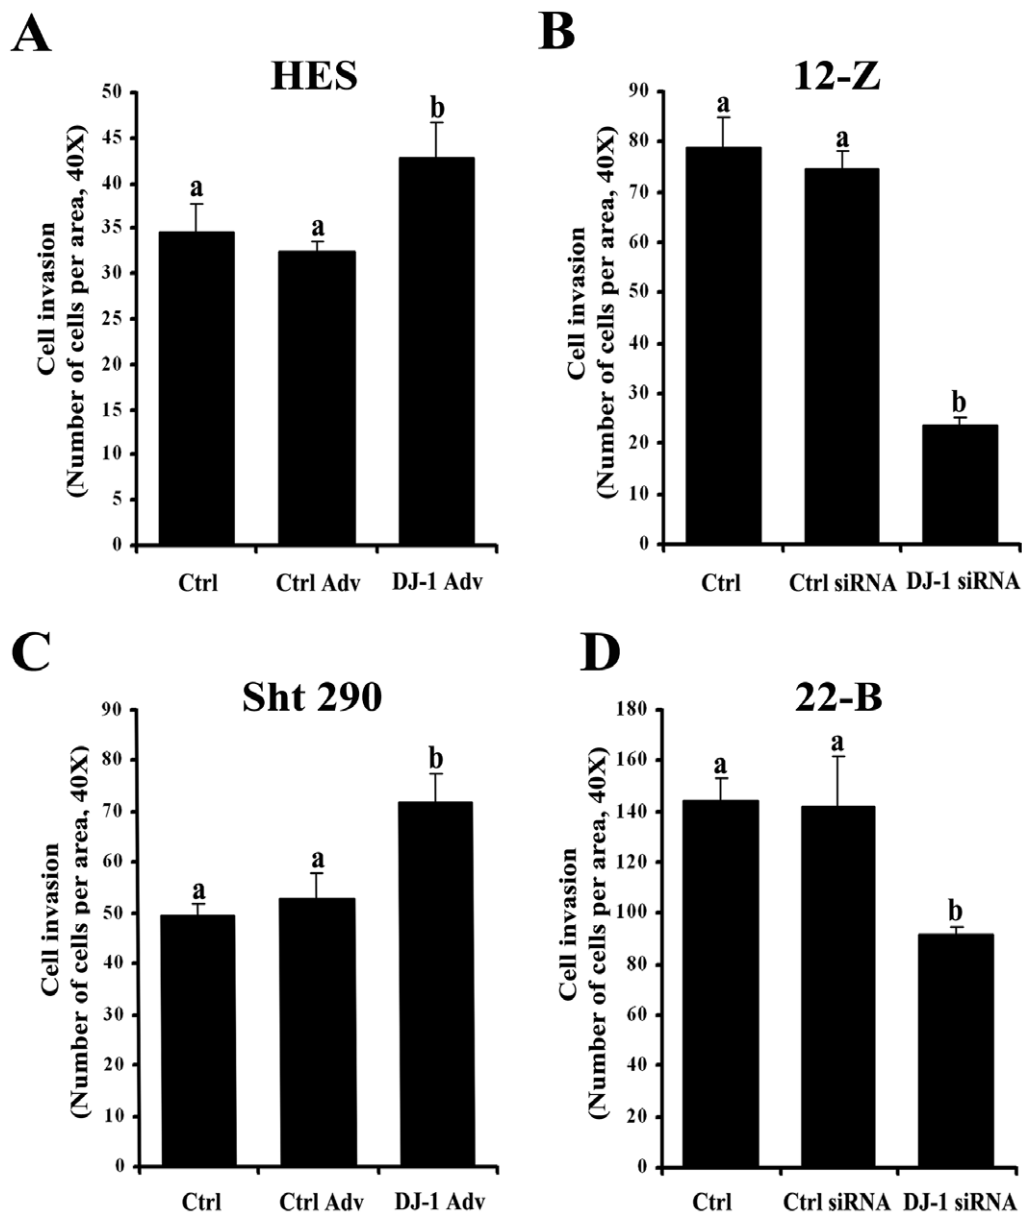 A
HES
Cell invasion
(Number of cells per area, 40X)
50
45
40
35
30
25
20
15
10
5
0
a
a
b
Ctrl
Ctrl Adv
DJ-1 Adv
B
12-Z
Cell invasion
(Number of cells per area, 40X)
90
80
70
60
50
40
30
20
10
0
a
a
b
Ctrl
Ctrl siRNA
DJ-1 siRNA
C
Sht 290
Cell invasion
(Number of cells per area, 40X)
90
80
70
60
50
40
30
20
10
0
a
a
b
Ctrl
Ctrl Adv
DJ-1 Adv
D
22-B
Cell invasion
(Number of cells per area, 40X)
180
160
140
120
100
80
60
40
20
0
a
a
b
Ctrl
Ctrl siRNA
DJ-1 siRNA